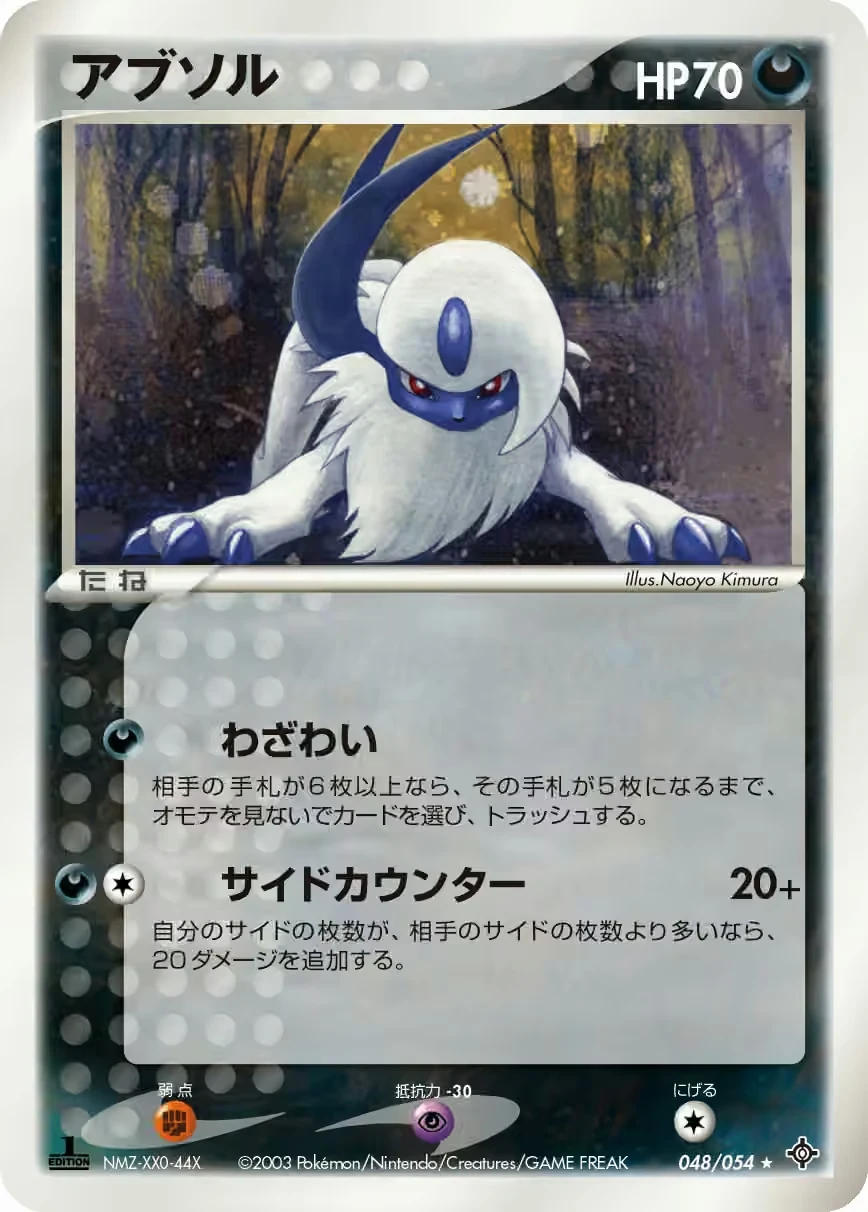 アブソル
HP70
たね
Illus.Naoyo Kimura
わざわい
相手の手札が6枚以上なら、その手札が5枚になるまで、
オモテを見ないでカードを選び、トラッシュする。
サイドカウンター 20+
自分のサイドの枚数が、相手のサイドの枚数より多いなら、
20ダメージを追加する。
弱点 抵抗力 -30 にげる
1 EDITION NMZ-XX0-44X ©2003 Pokémon/Nintendo/Creatures/GAME FREAK 048/054 ★